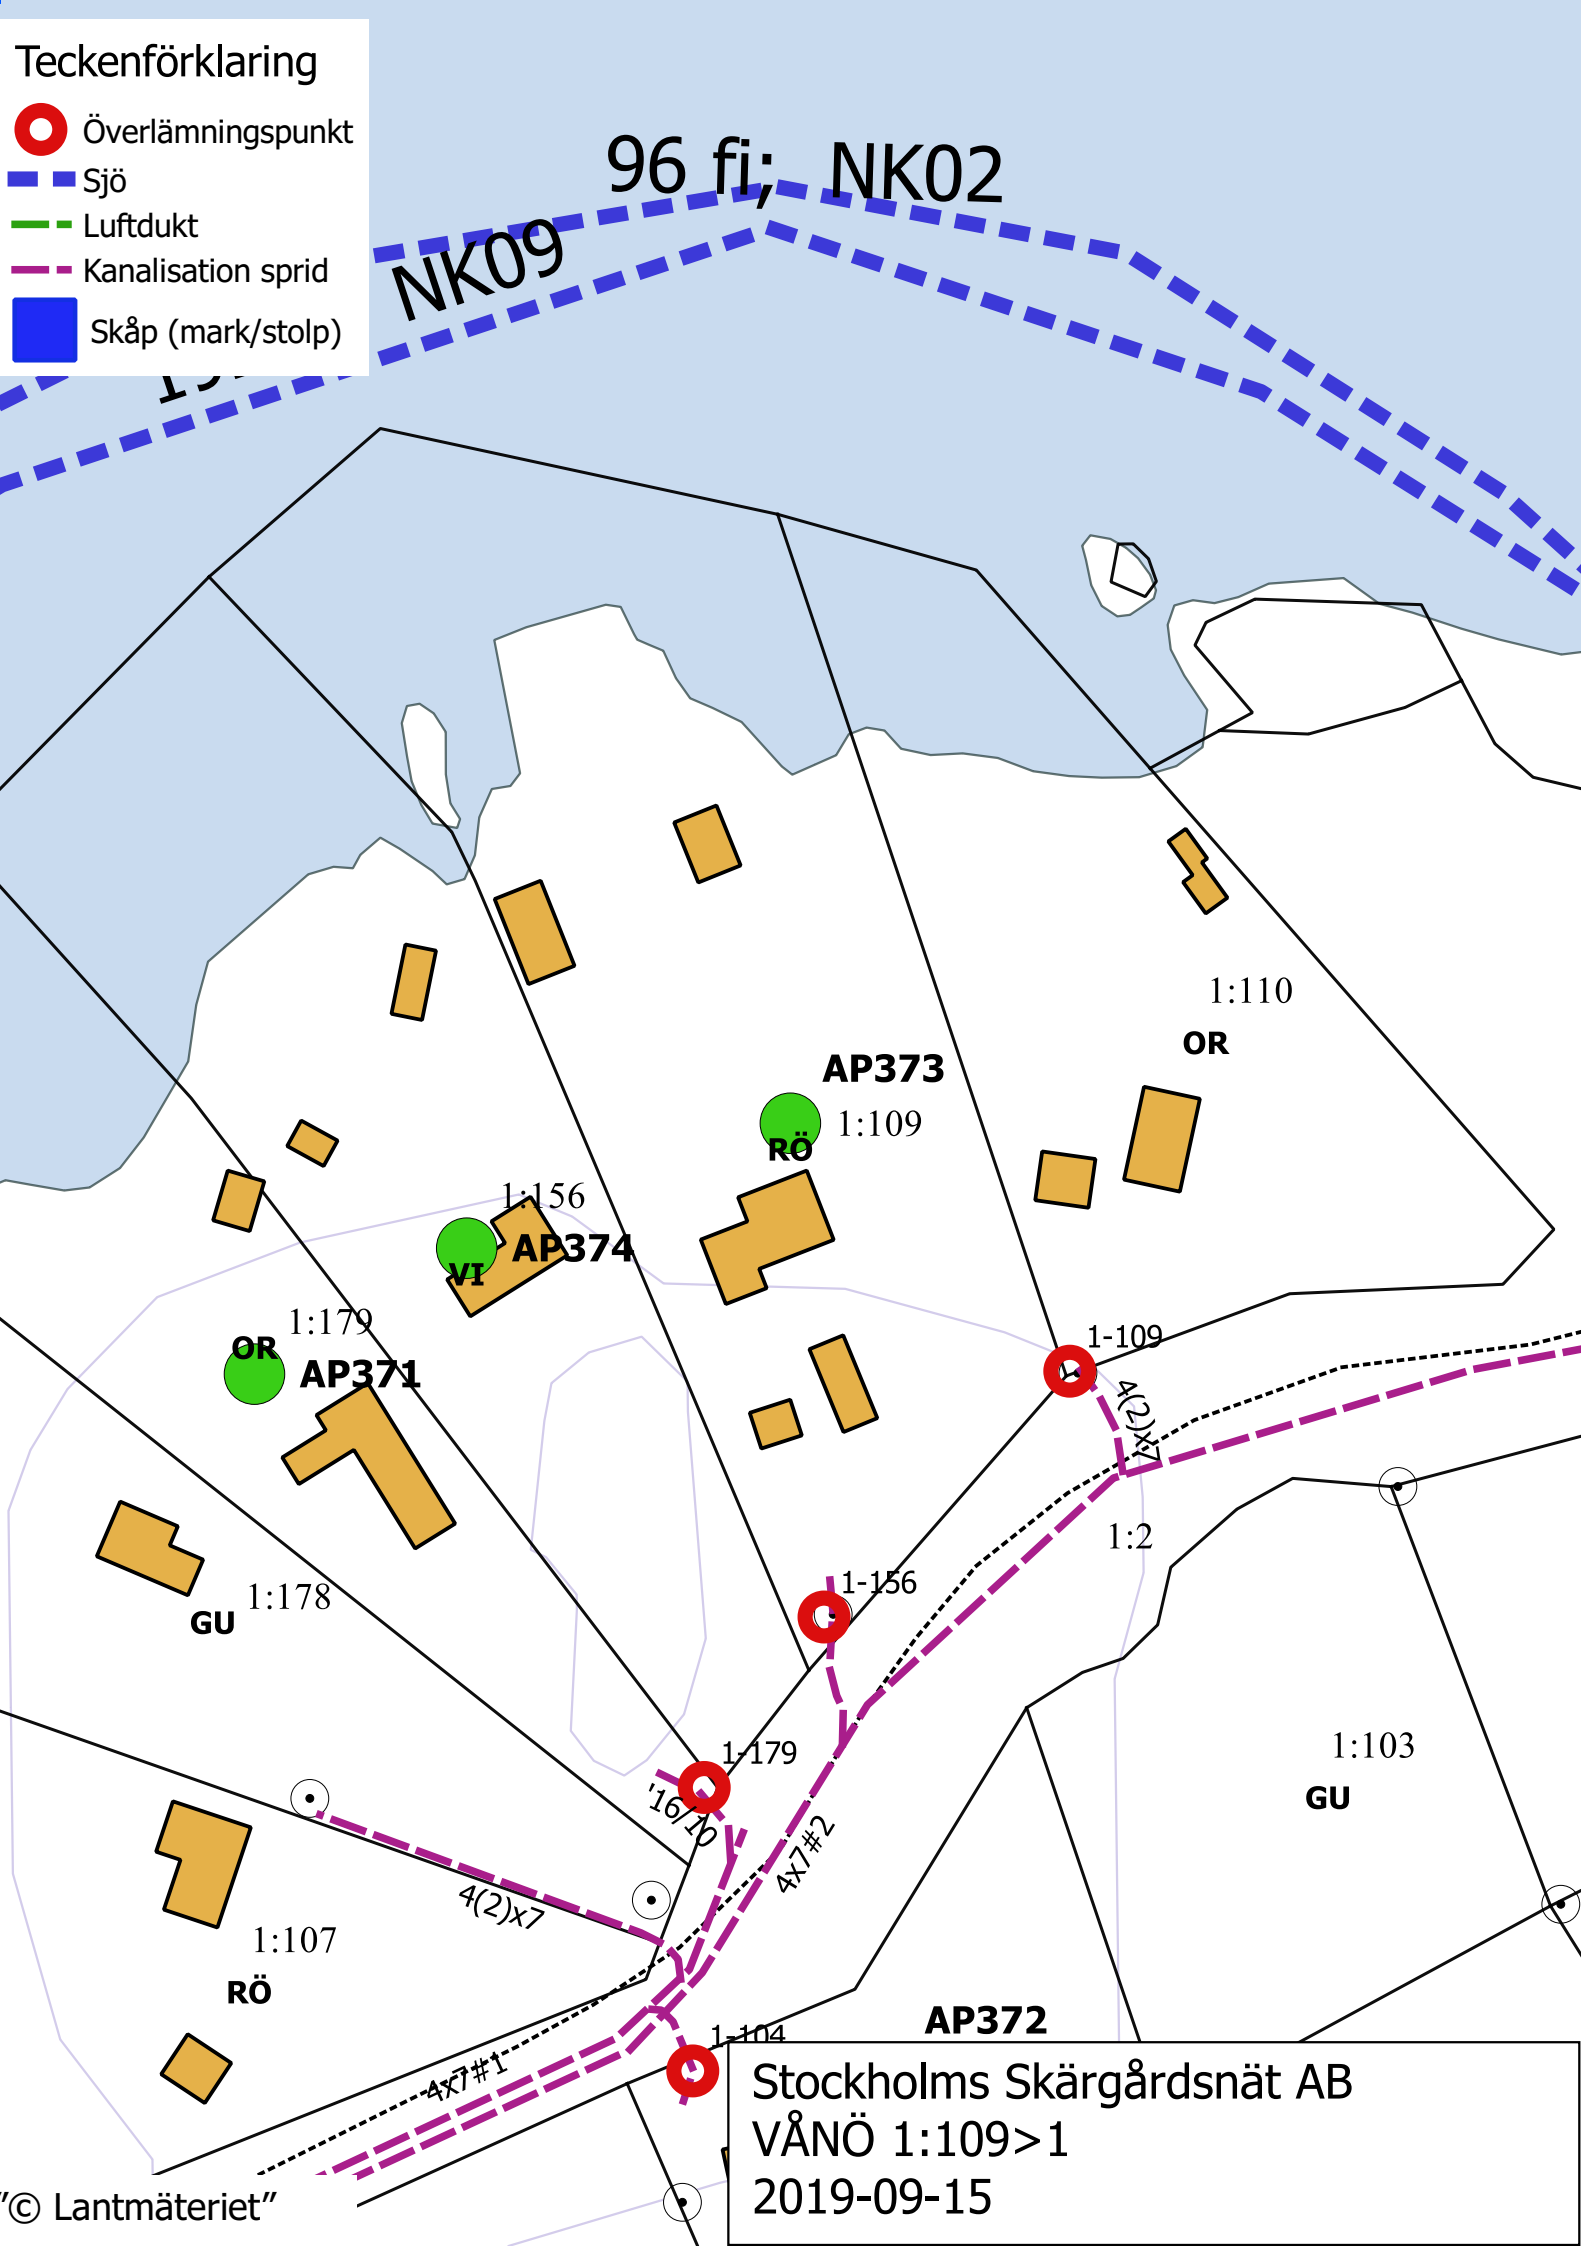 Teckenförklaring
Överlämningspunkt
Sjö
Luftdukt
Kanalisation sprid
Skåp (mark/stolp)
96 fi; NK02
NK09
1:110
OR
AP373
1:109
RÖ
1:156
AP374
VI
1:179
OR
AP371
1-109
4(2)x7
1:2
1-156
1:178
GU
1-179
'16/10
1:103
GU
4x7#2
4(2)x7
1:107
RÖ
AP372
1-104
4x7#1
Stockholms Skärgårdsnät AB
VÅNÖ 1:109>1
2019-09-15
"© Lantmäteriet"